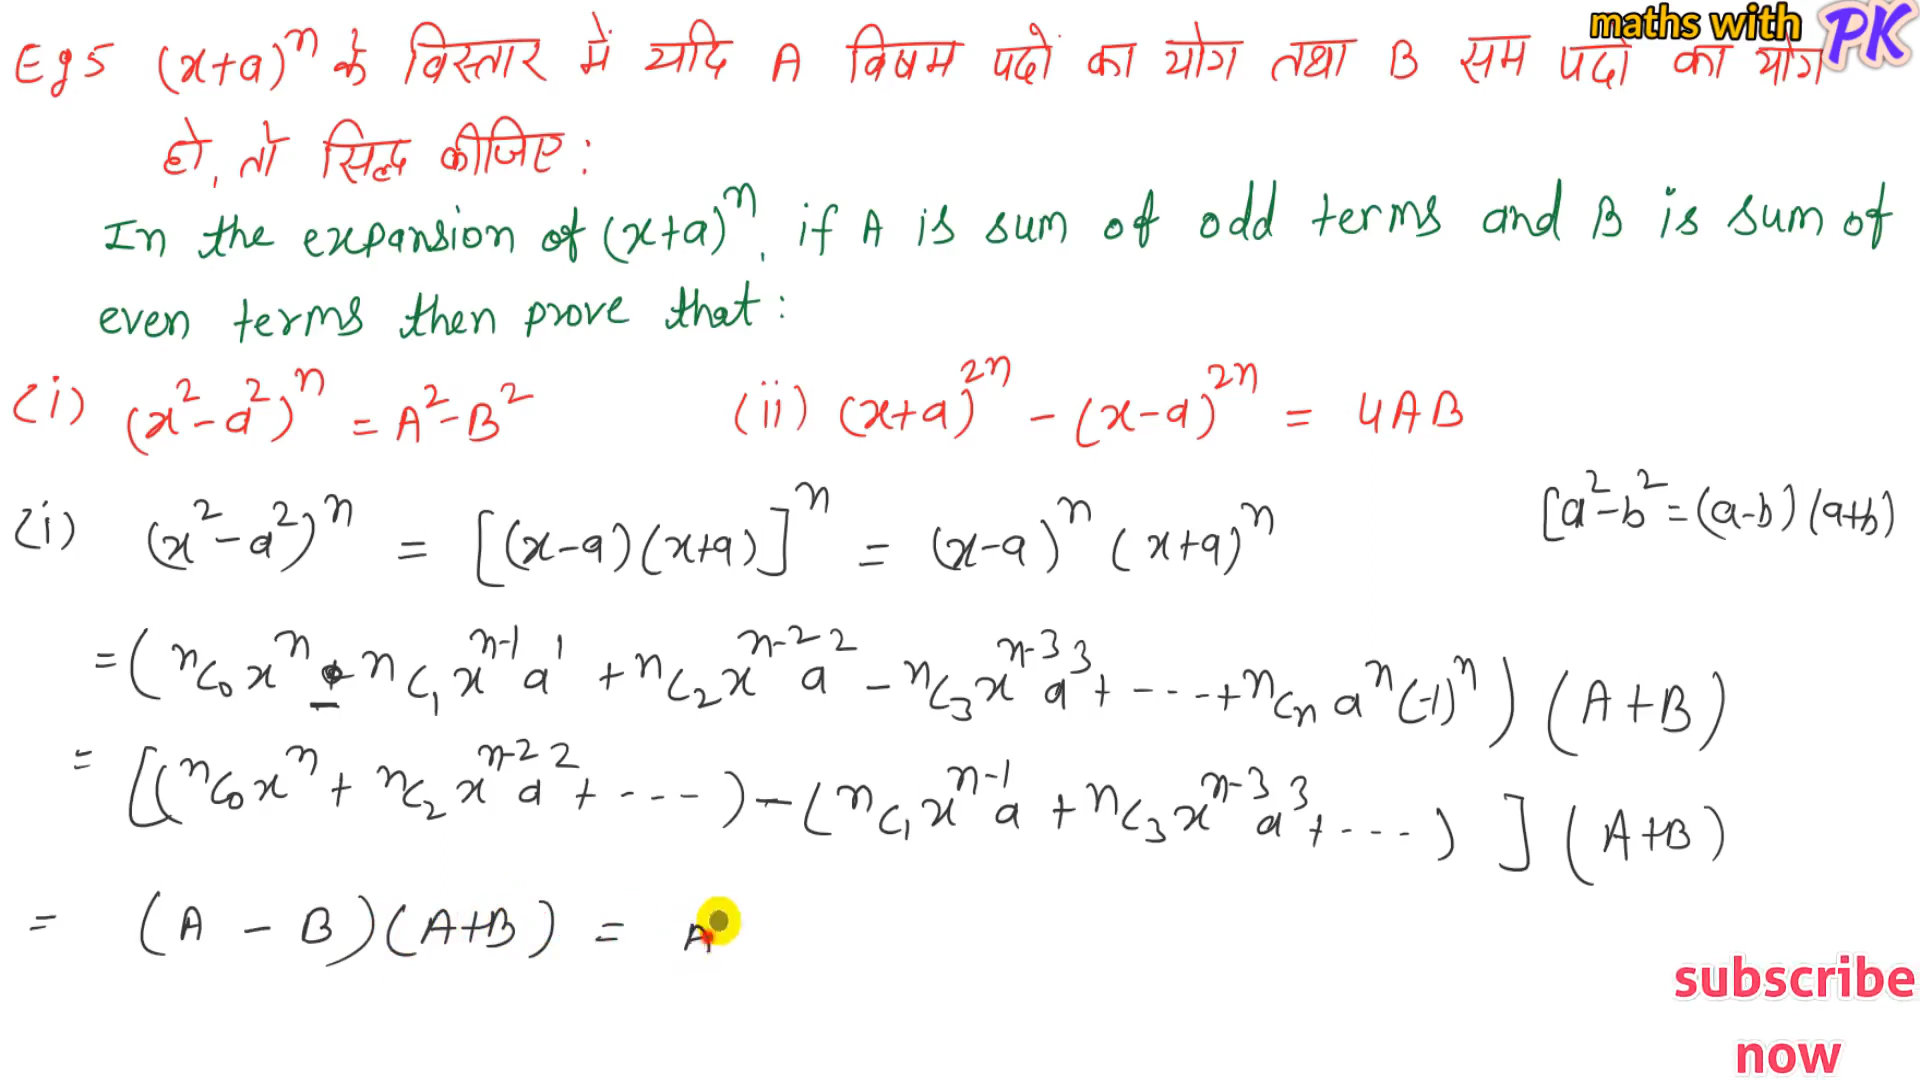 maths with PK
Eg 5 (x+a)ⁿ के विस्तार में यदि A विषम पदों का योग तथा B सम पदों का योग
हो, तो सिद्ध कीजिए :
In the expansion of (x+a)ⁿ, if A is sum of odd terms and B is sum of
even terms then prove that :
(i) (x²-a²)ⁿ = A²-B² (ii) (x+a)²ⁿ - (x-a)²ⁿ = 4AB
(i) (x²-a²)ⁿ = [(x-a)(x+a)]ⁿ = (x-a)ⁿ (x+a)ⁿ [a²-b²=(a-b)(a+b)
= (ⁿC₀xⁿ - ⁿC₁xⁿ⁻¹a¹ + ⁿC₂xⁿ⁻²a² - ⁿC₃xⁿ⁻³a³ + ---- + ⁿCₙaⁿ(-1)ⁿ) (A+B)
= [(ⁿC₀xⁿ + ⁿC₂xⁿ⁻²a² + ----) - (ⁿC₁xⁿ⁻¹a + ⁿC₃xⁿ⁻³a³ + ----)] (A+B)
= (A - B)(A+B) = A
subscribe
now